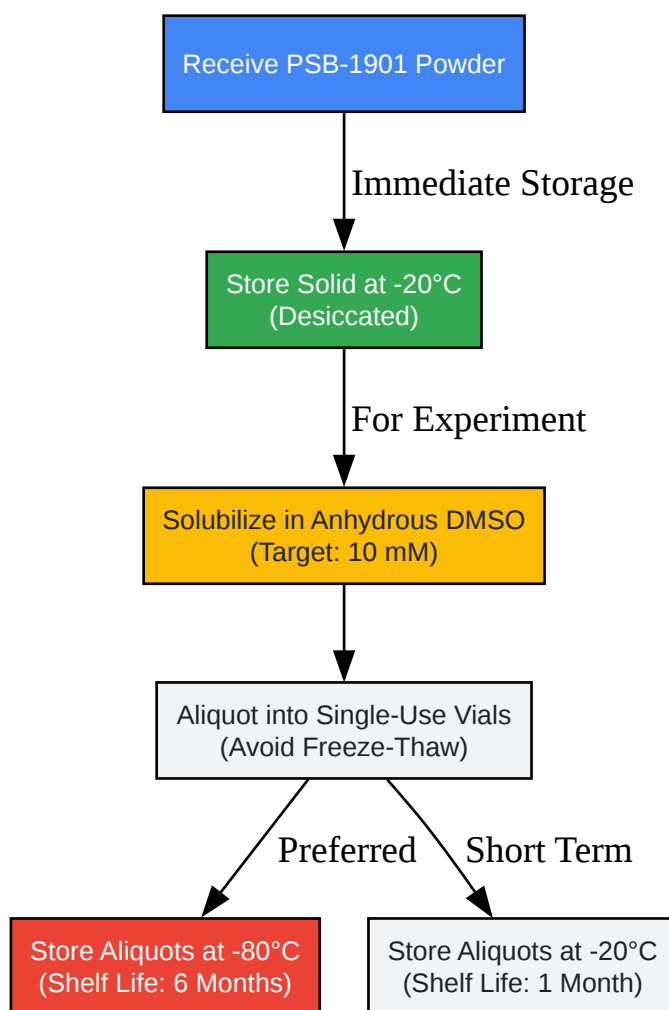 Receive PSB-1901 Powder
Immediate Storage
Store Solid at -20°C
(Desiccated)
For Experiment
Solubilize in Anhydrous DMSO
(Target: 10 mM)
Aliquot into Single-Use Vials
(Avoid Freeze-Thaw)
Preferred
Short Term
Store Aliquots at -80°C
(Shelf Life: 6 Months)
Store Aliquots at -20°C
(Shelf Life: 1 Month)